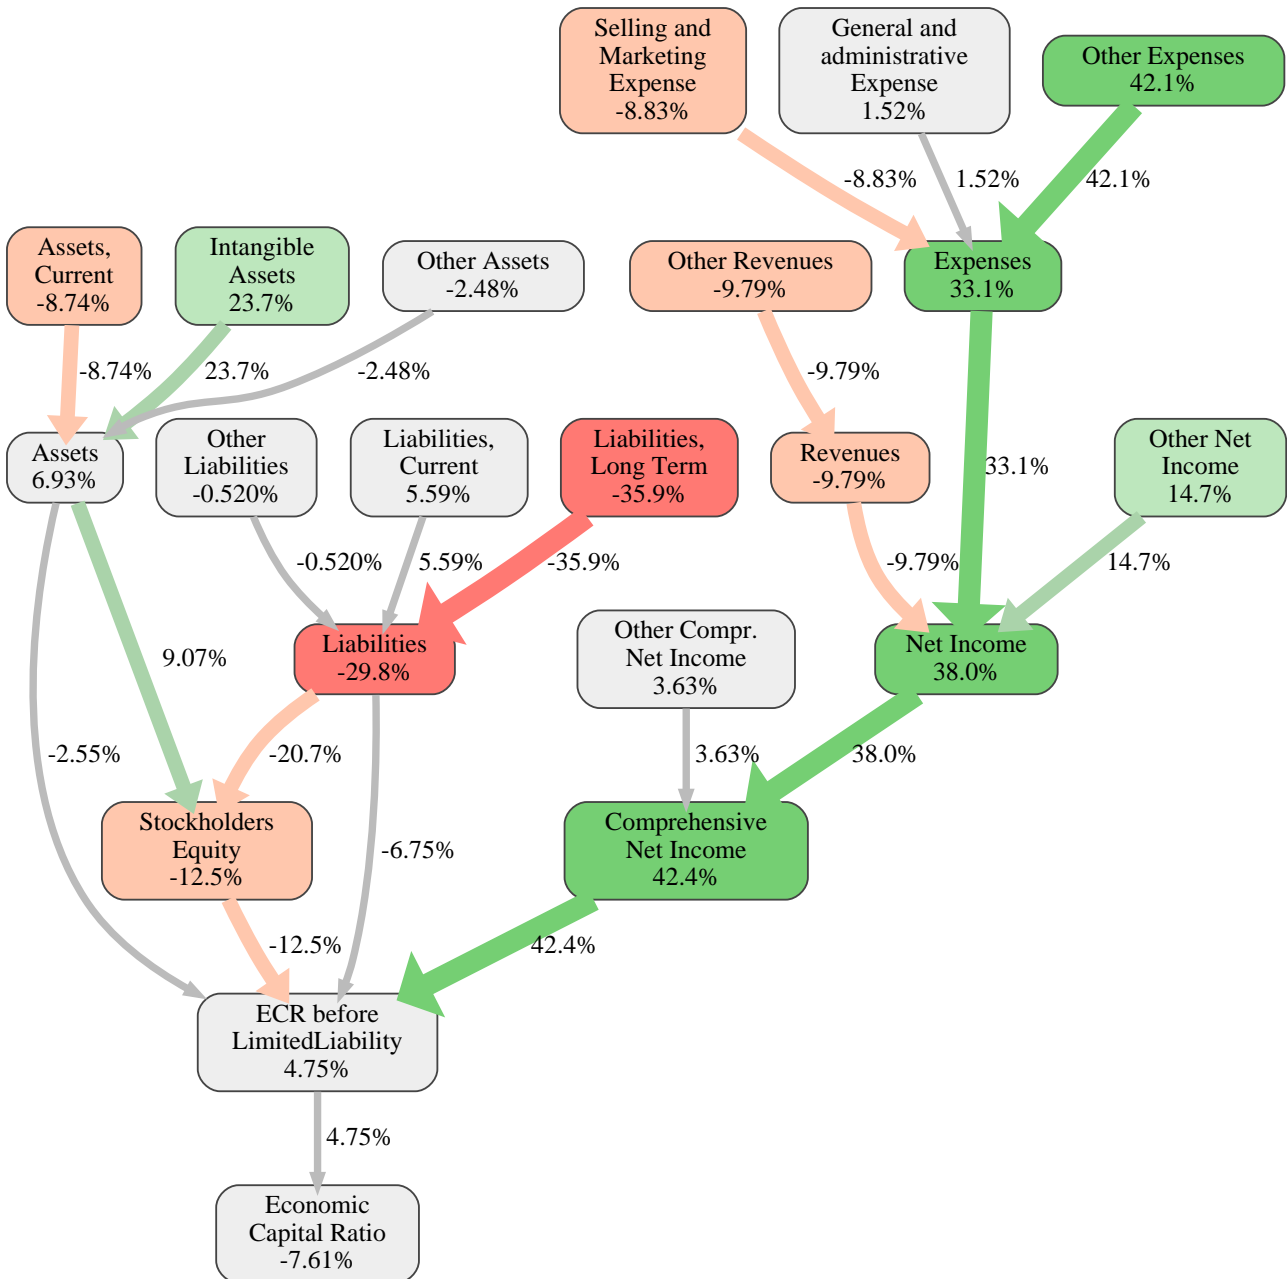 Selling and
Marketing
Expense
-8.83%
General and
administrative
Expense
1.52%
Other Expenses
42.1%
-8.83%
1.52%
42.1%
Assets,
Current
-8.74%
Intangible
Assets
23.7%
Other Assets
-2.48%
Other Revenues
-9.79%
Expenses
33.1%
-8.74%
23.7%
-2.48%
-9.79%
Assets
6.93%
Other
Liabilities
-0.520%
Liabilities,
Current
5.59%
Liabilities,
Long Term
-35.9%
Revenues
-9.79%
33.1%
Other Net
Income
14.7%
-0.520%
5.59%
-35.9%
-9.79%
14.7%
9.07%
Liabilities
-29.8%
Other Compr.
Net Income
3.63%
Net Income
38.0%
-2.55%
-20.7%
3.63%
38.0%
Stockholders
Equity
-12.5%
-6.75%
Comprehensive
Net Income
42.4%
-12.5%
42.4%
ECR before
LimitedLiability
4.75%
4.75%
Economic
Capital Ratio
-7.61%